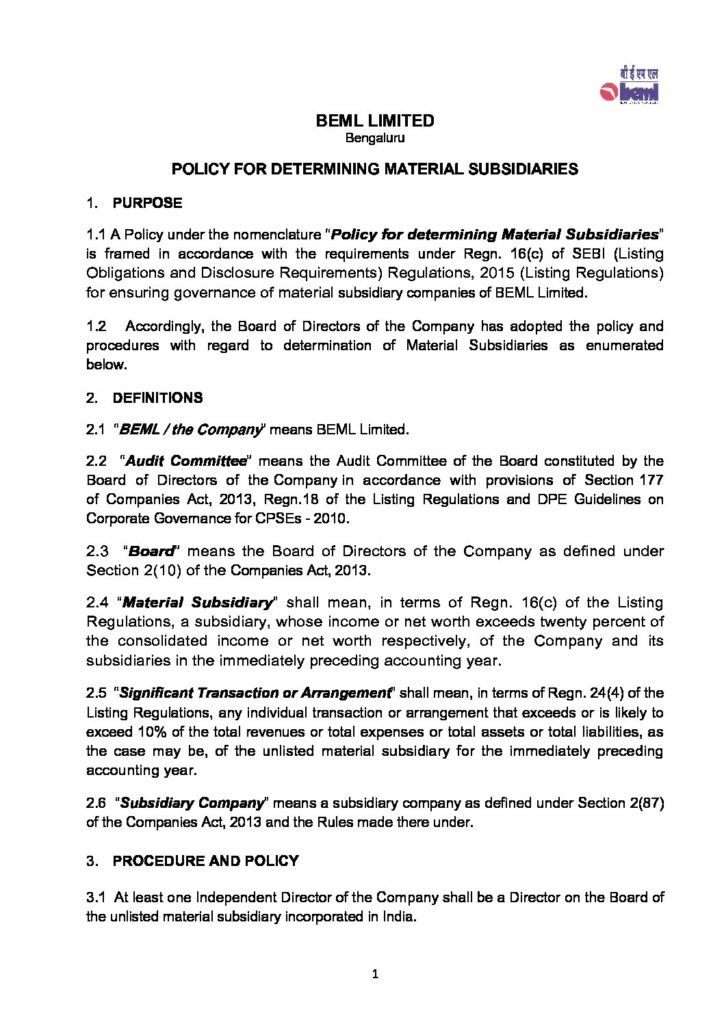 बी ई एम एल
beml
BEML LIMITED
Bengaluru
POLICY FOR DETERMINING MATERIAL SUBSIDIARIES
1. PURPOSE
1.1 A Policy under the nomenclature "Policy for determining Material Subsidiaries"
is framed in accordance with the requirements under Regn. 16(c) of SEBI (Listing
Obligations and Disclosure Requirements) Regulations, 2015 (Listing Regulations)
for ensuring governance of material subsidiary companies of BEML Limited.
1.2 Accordingly, the Board of Directors of the Company has adopted the policy and
procedures with regard to determination of Material Subsidiaries as enumerated
below.
2. DEFINITIONS
2.1 "BEML / the Company" means BEML Limited.
2.2 "Audit Committee" means the Audit Committee of the Board constituted by the
Board of Directors of the Company in accordance with provisions of Section 177
of Companies Act, 2013, Regn.18 of the Listing Regulations and DPE Guidelines on
Corporate Governance for CPSEs - 2010.
2.3 "Board" means the Board of Directors of the Company as defined under
Section 2(10) of the Companies Act, 2013.
2.4 "Material Subsidiary" shall mean, in terms of Regn. 16(c) of the Listing
Regulations, a subsidiary, whose income or net worth exceeds twenty percent of
the consolidated income or net worth respectively, of the Company and its
subsidiaries in the immediately preceding accounting year.
2.5 "Significant Transaction or Arrangement" shall mean, in terms of Regn. 24(4) of the
Listing Regulations, any individual transaction or arrangement that exceeds or is likely to
exceed 10% of the total revenues or total expenses or total assets or total liabilities, as
the case may be, of the unlisted material subsidiary for the immediately preceding
accounting year.
2.6 "Subsidiary Company" means a subsidiary company as defined under Section 2(87)
of the Companies Act, 2013 and the Rules made there under.
3. PROCEDURE AND POLICY
3.1 At least one Independent Director of the Company shall be a Director on the Board of
the unlisted material subsidiary incorporated in India.
1